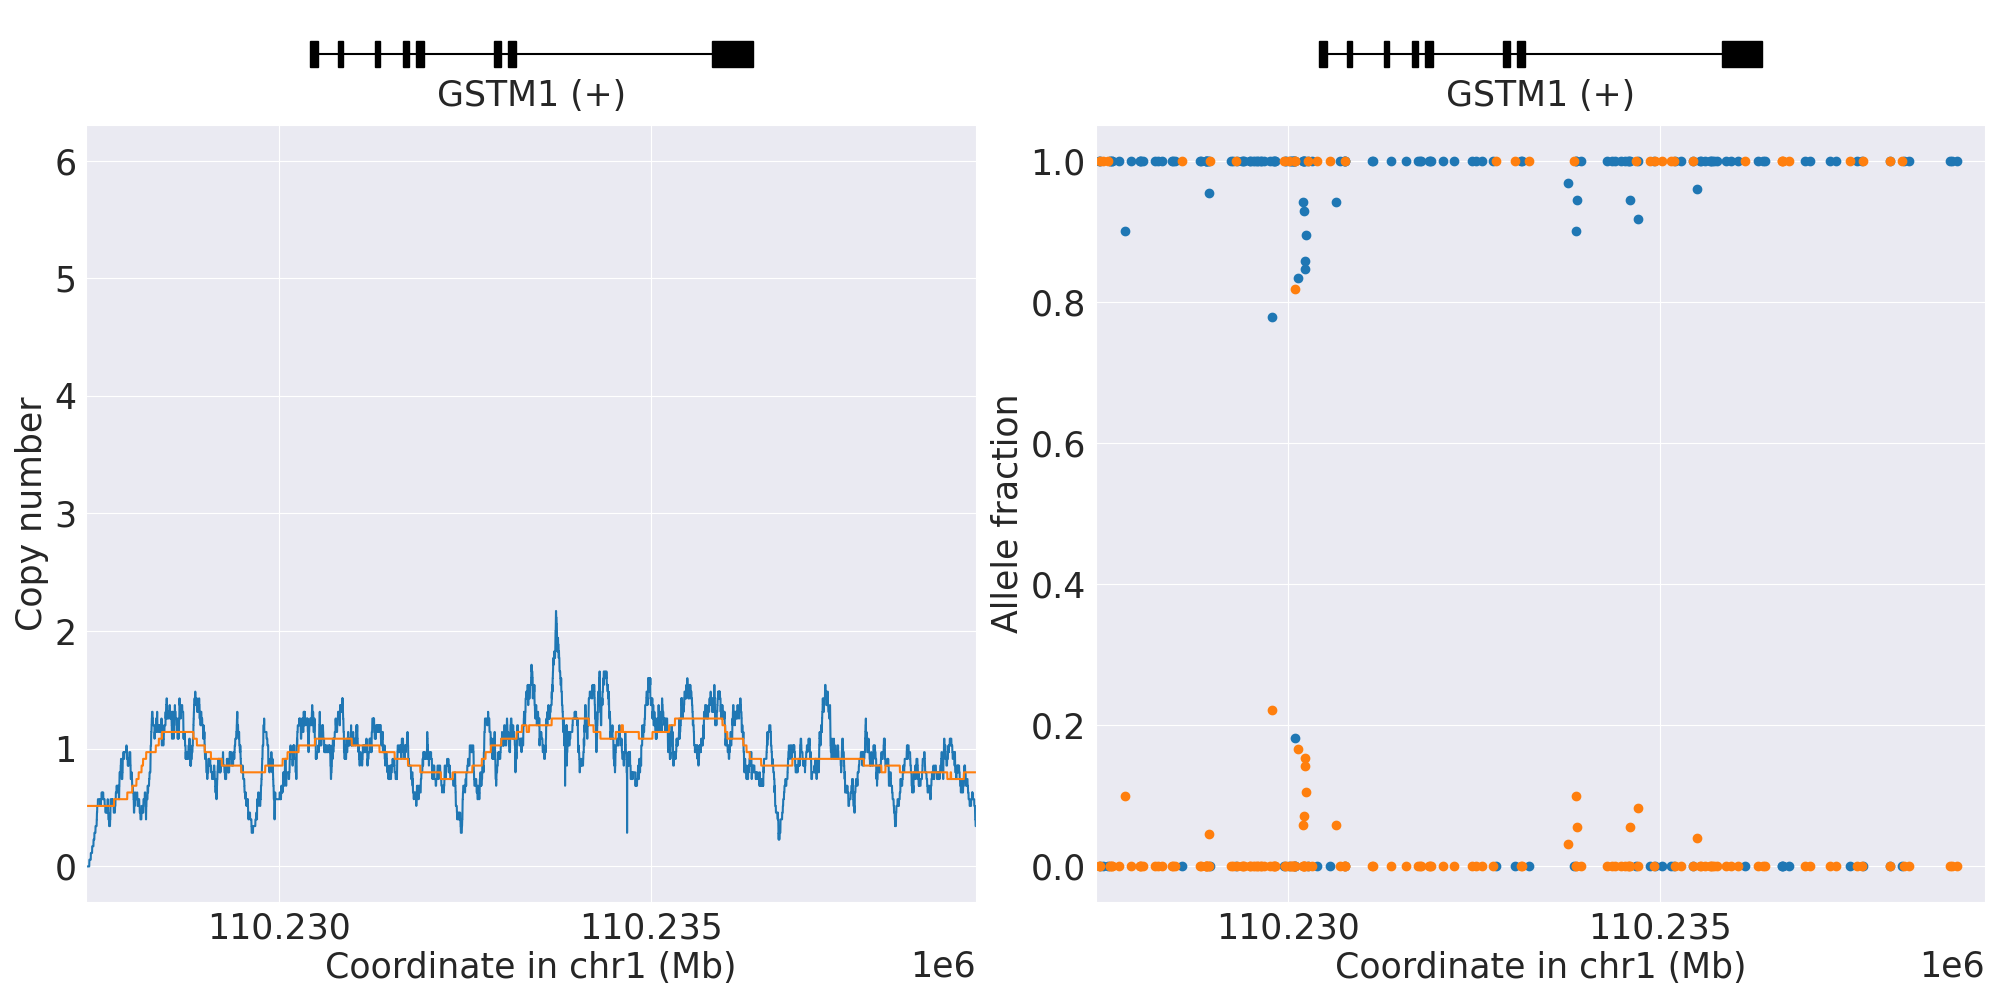 GSTM1 (+)
GSTM1 (+)
6
5
4
3
2
1
0
Copy number
110.230
110.235
Coordinate in chr1 (Mb)
1e6
1.0
0.8
0.6
0.4
0.2
0.0
Allele fraction
110.230
110.235
Coordinate in chr1 (Mb)
1e6